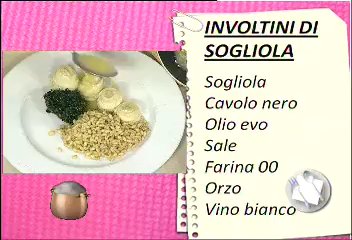 INVOLTINI DI
SOGLIOLA
Sogliola
Cavolo nero
Olio evo
Sale
Farina 00
Orzo
Vino bianco